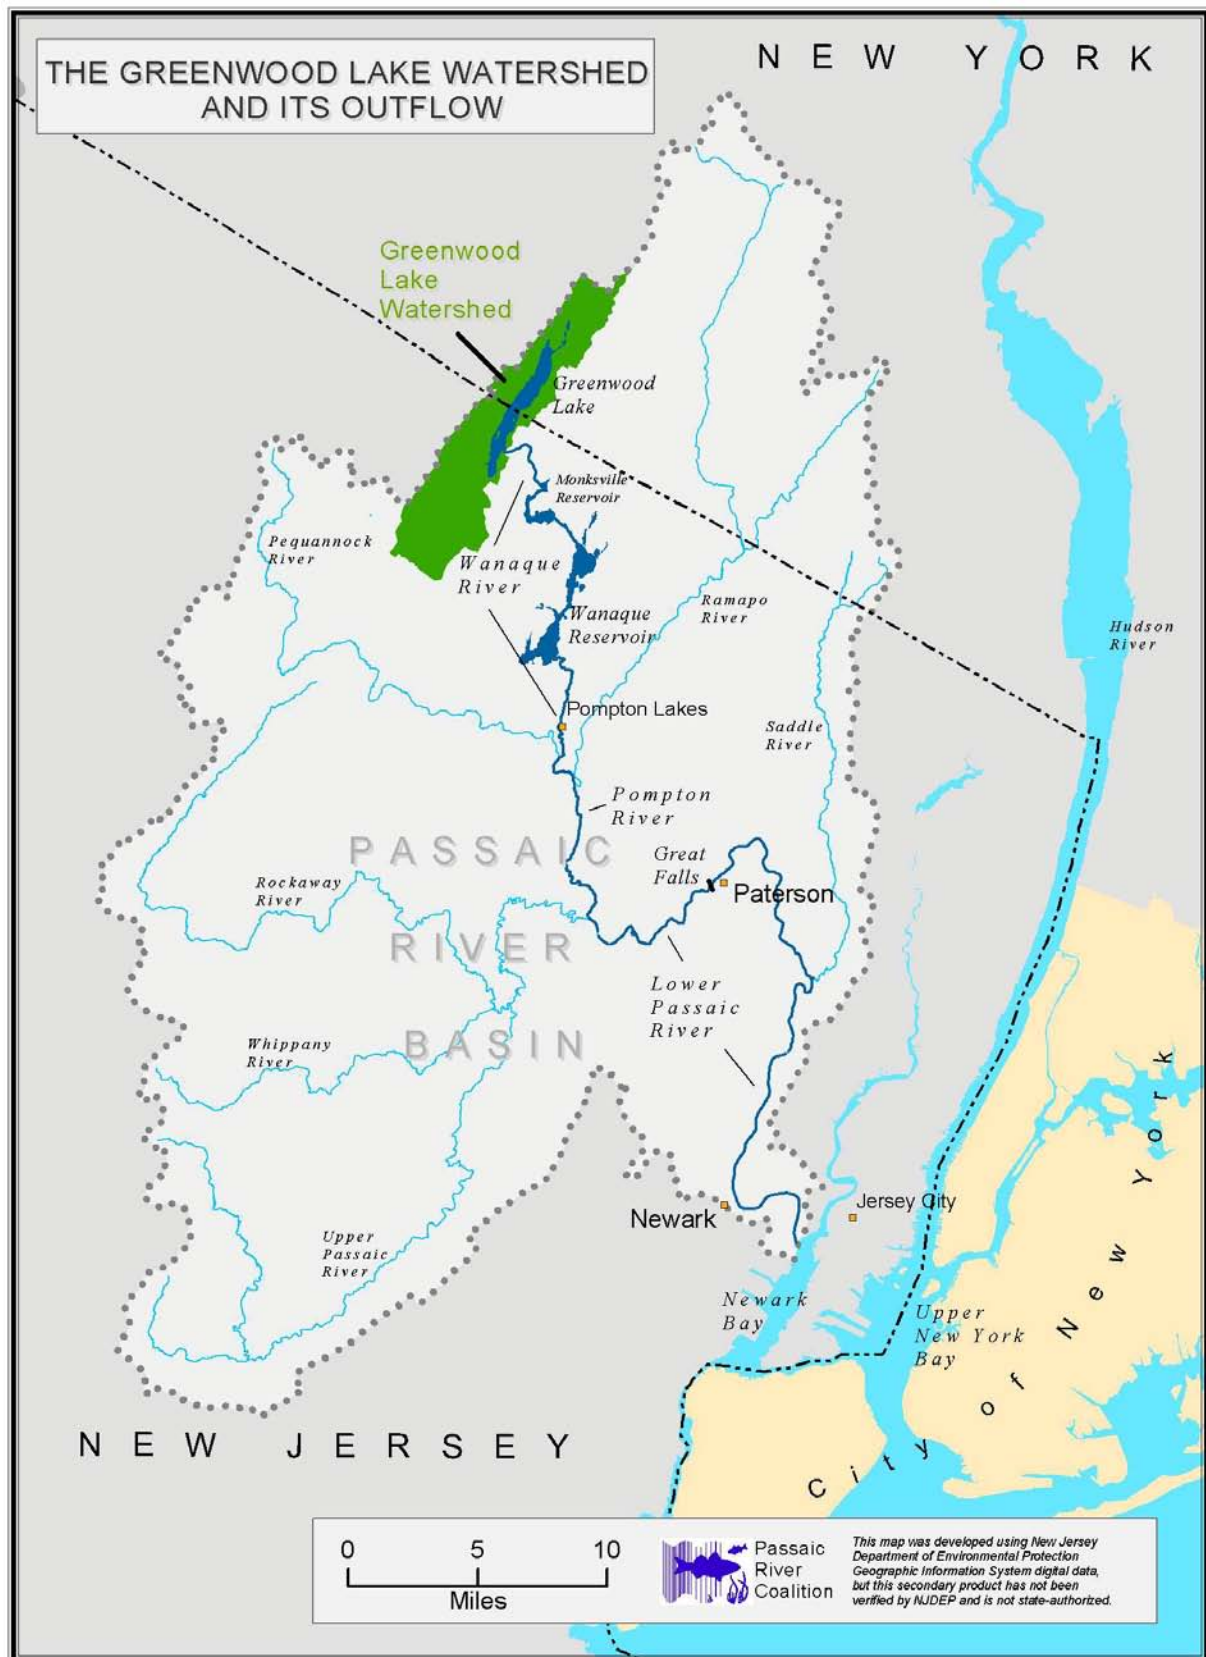 THE GREENWOOD LAKE WATERSHED
AND ITS OUTFLOW
NEW YORK
Greenwood
Lake
Watershed
Greenwood
Lake
Monksville
Reservoir
Pequannock
River
Wanaque
River
Ramapo
River
Wanaque
Reservoir
Hudson
River
Pompton Lakes
Saddle
River
Pompton
River
PASSAIC
RIVER
BASIN
Great
Falls
Paterson
Rockaway
River
Lower
Passaic
River
Whippany
River
Newark
Jersey City
Upper
Passaic
River
Newark
Bay
Upper
New York
Bay
City of New York
NEW JERSEY
0 5 10
Miles
Passaic
River
Coalition
This map was developed using New Jersey
Department of Environmental Protection
Geographic Information System digital data,
but this secondary product has not been
verified by NJDEP and is not state-authorized.